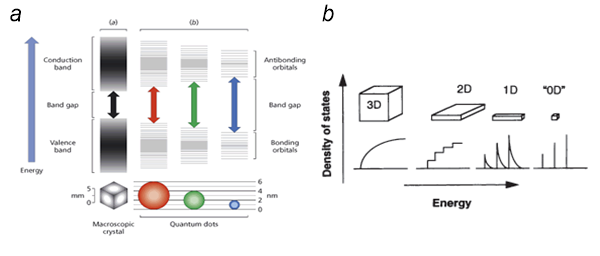 a
(a)
(b)
Conduction
band
Band gap
Valence
band
Energy
Antibonding
orbitals
Band gap
Bonding
orbitals
mm
5
0
6
4
2
0
nm
Macroscopic
crystal
Quantum dots
b
Density of states
3D
2D
1D
"0D"
Energy